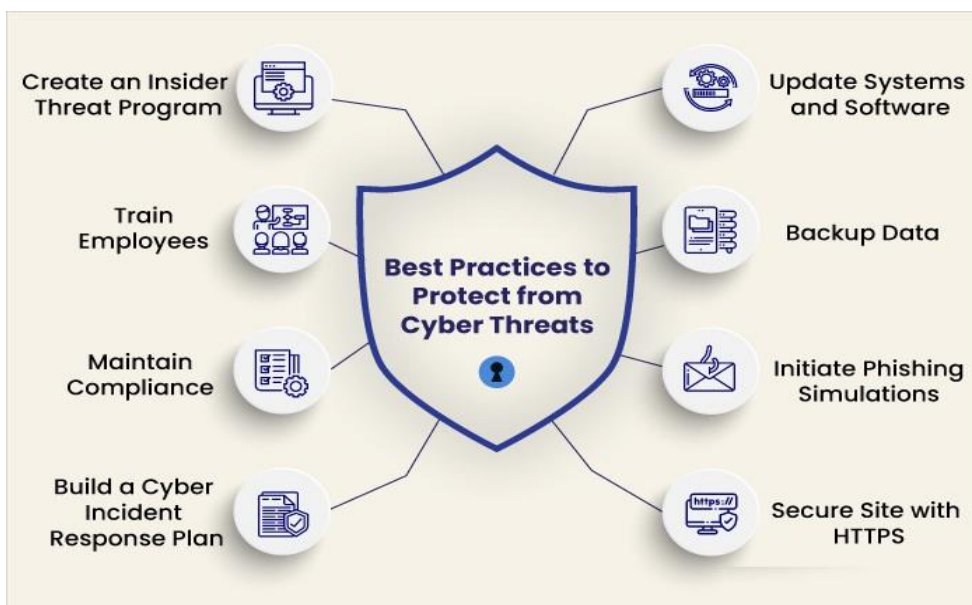 Create an Insider
Threat Program
Train
Employees
Maintain
Compliance
Build a Cyber
Incident
Response Plan
Best Practices to
Protect from
Cyber Threats
Update Systems
and Software
Backup Data
Initiate Phishing
Simulations
https://
Secure Site with
HTTPS